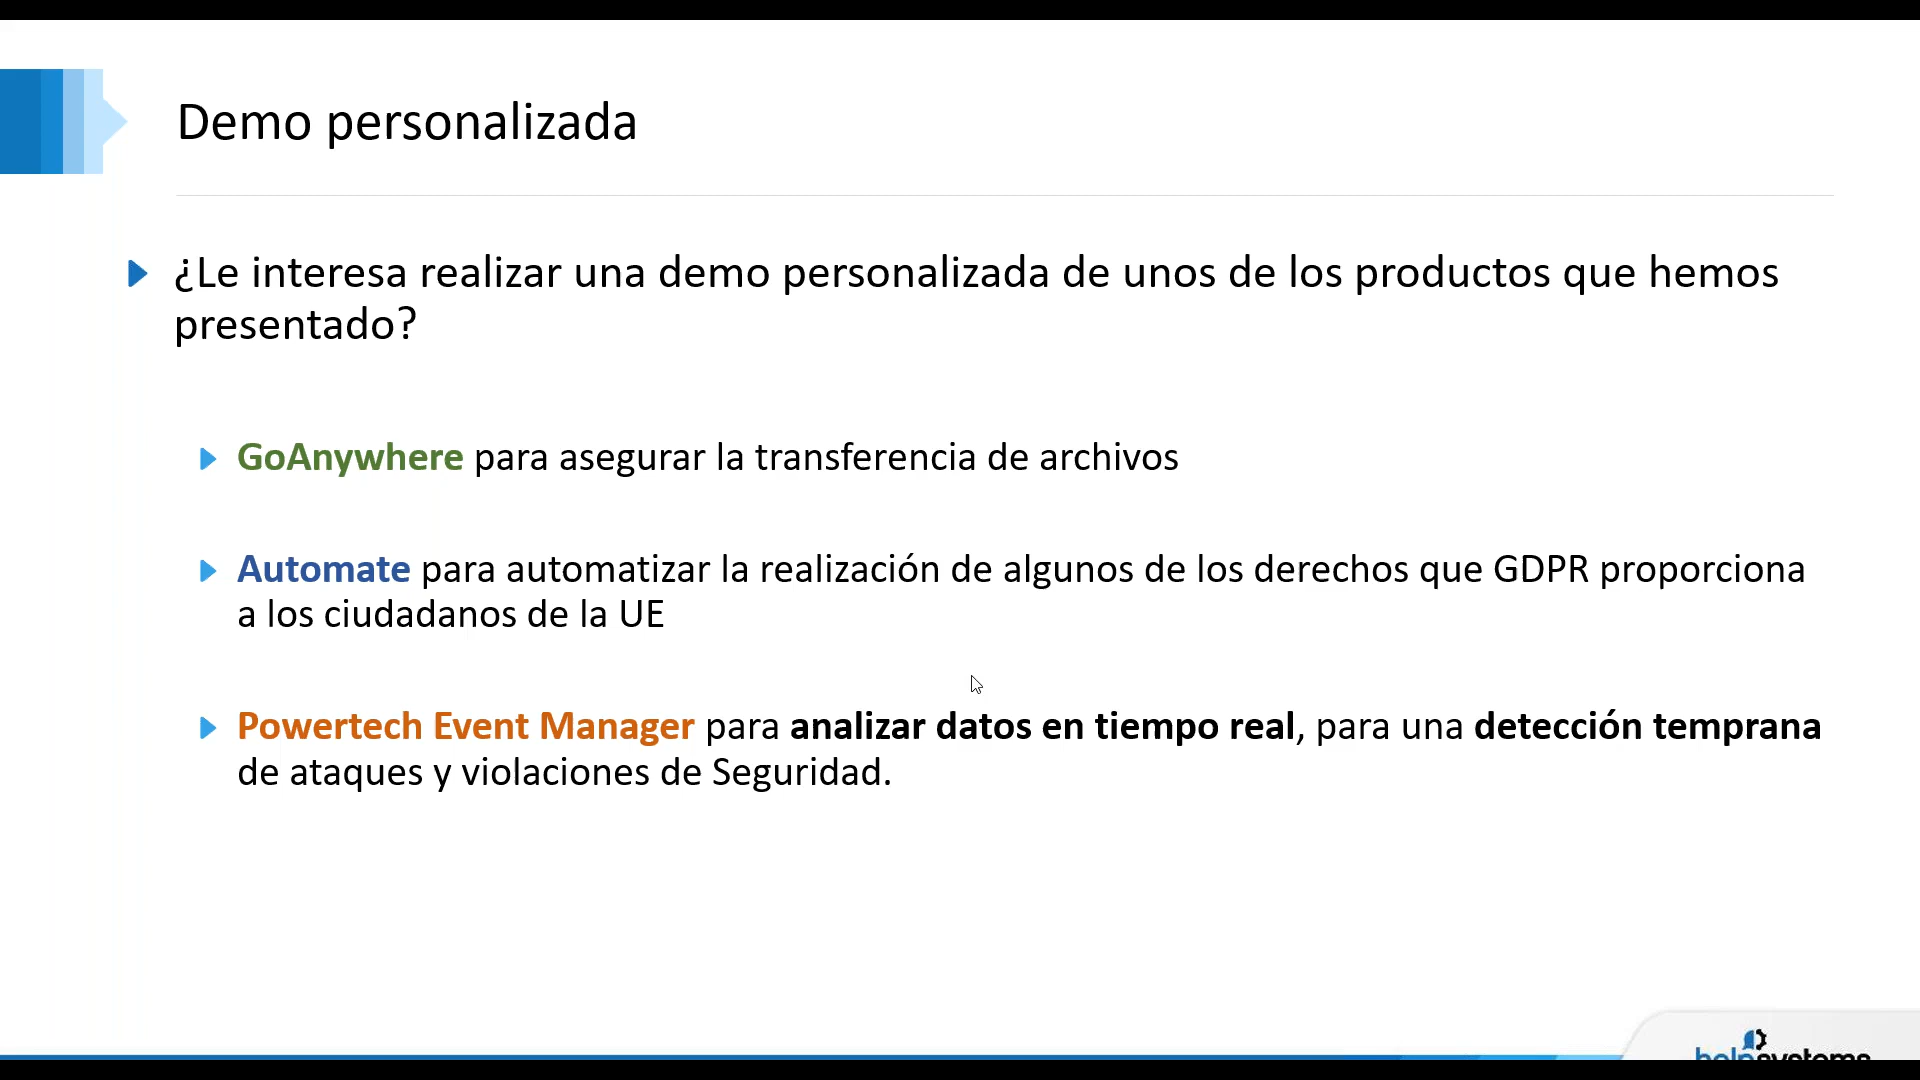 Demo personalizada
¿Le interesa realizar una demo personalizada de unos de los productos que hemos
presentado?
GoAnywhere para asegurar la transferencia de archivos
Automate para automatizar la realización de algunos de los derechos que GDPR proporciona
a los ciudadanos de la UE
Powertech Event Manager para analizar datos en tiempo real, para una detección temprana
de ataques y violaciones de Seguridad.
helpsystems